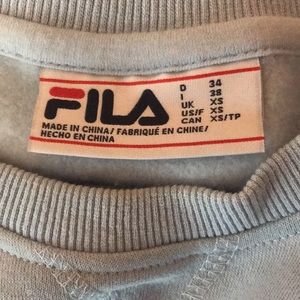 FILA
MADE IN CHINA/ FABRIQUÉ EN CHINE/
HECHO EN CHINA
D 34
I 38
UK XS
US/F XS
CAN XS/TP